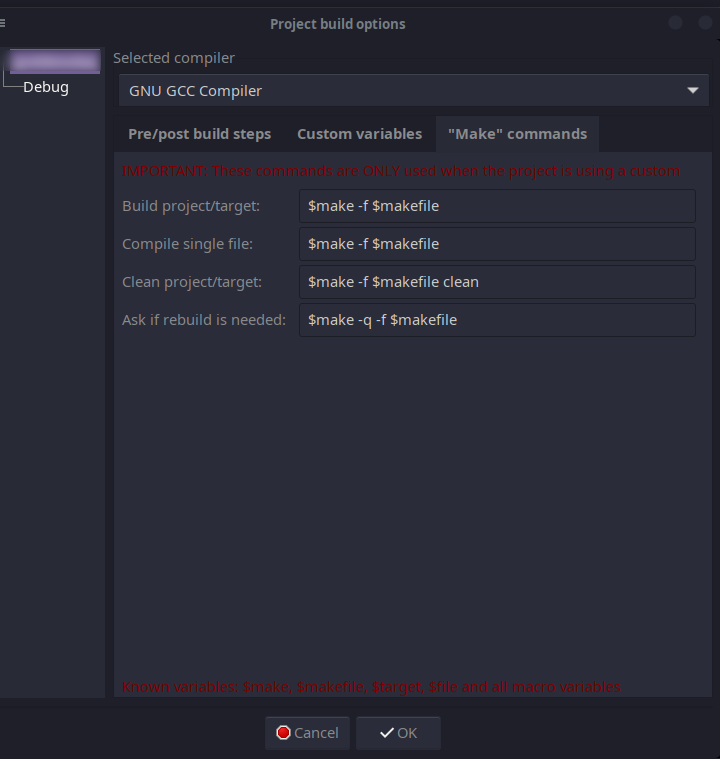 Project build options
Selected compiler
Debug
GNU GCC Compiler
Pre/post build steps Custom variables "Make" commands
IMPORTANT: These commands are ONLY used when the project is using a custom
Build project/target: $make -f $makefile
Compile single file: $make -f $makefile
Clean project/target: $make -f $makefile clean
Ask if rebuild is needed: $make -q -f $makefile
Known variables: $make, $makefile, $target, $file and all macro variables
Cancel OK